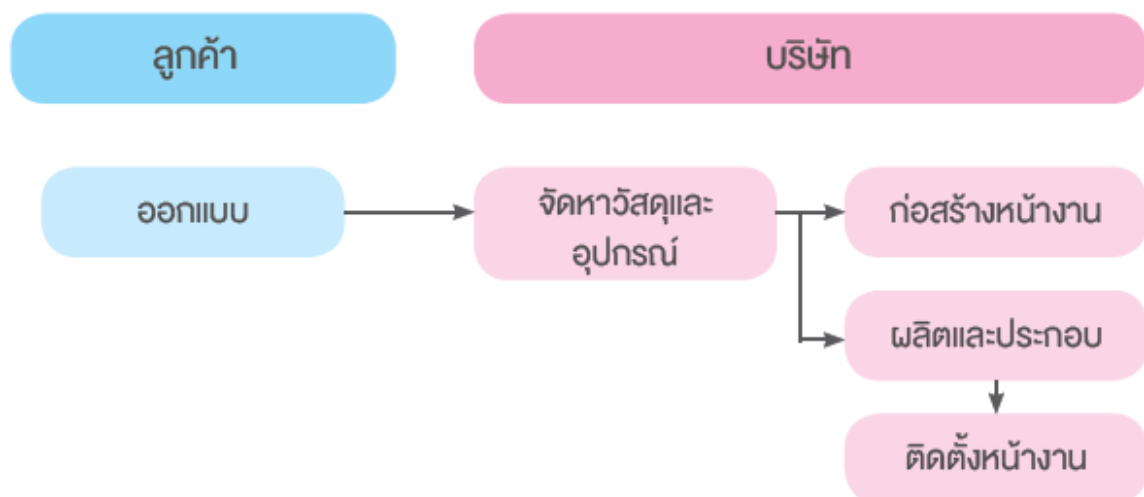 ลูกค้า
บริษัท
ออกแบบ
จัดหาวัสดุและ
อุปกรณ์
ก่อสร้างหน้างาน
ผลิตและประกอบ
ติดตั้งหน้างาน